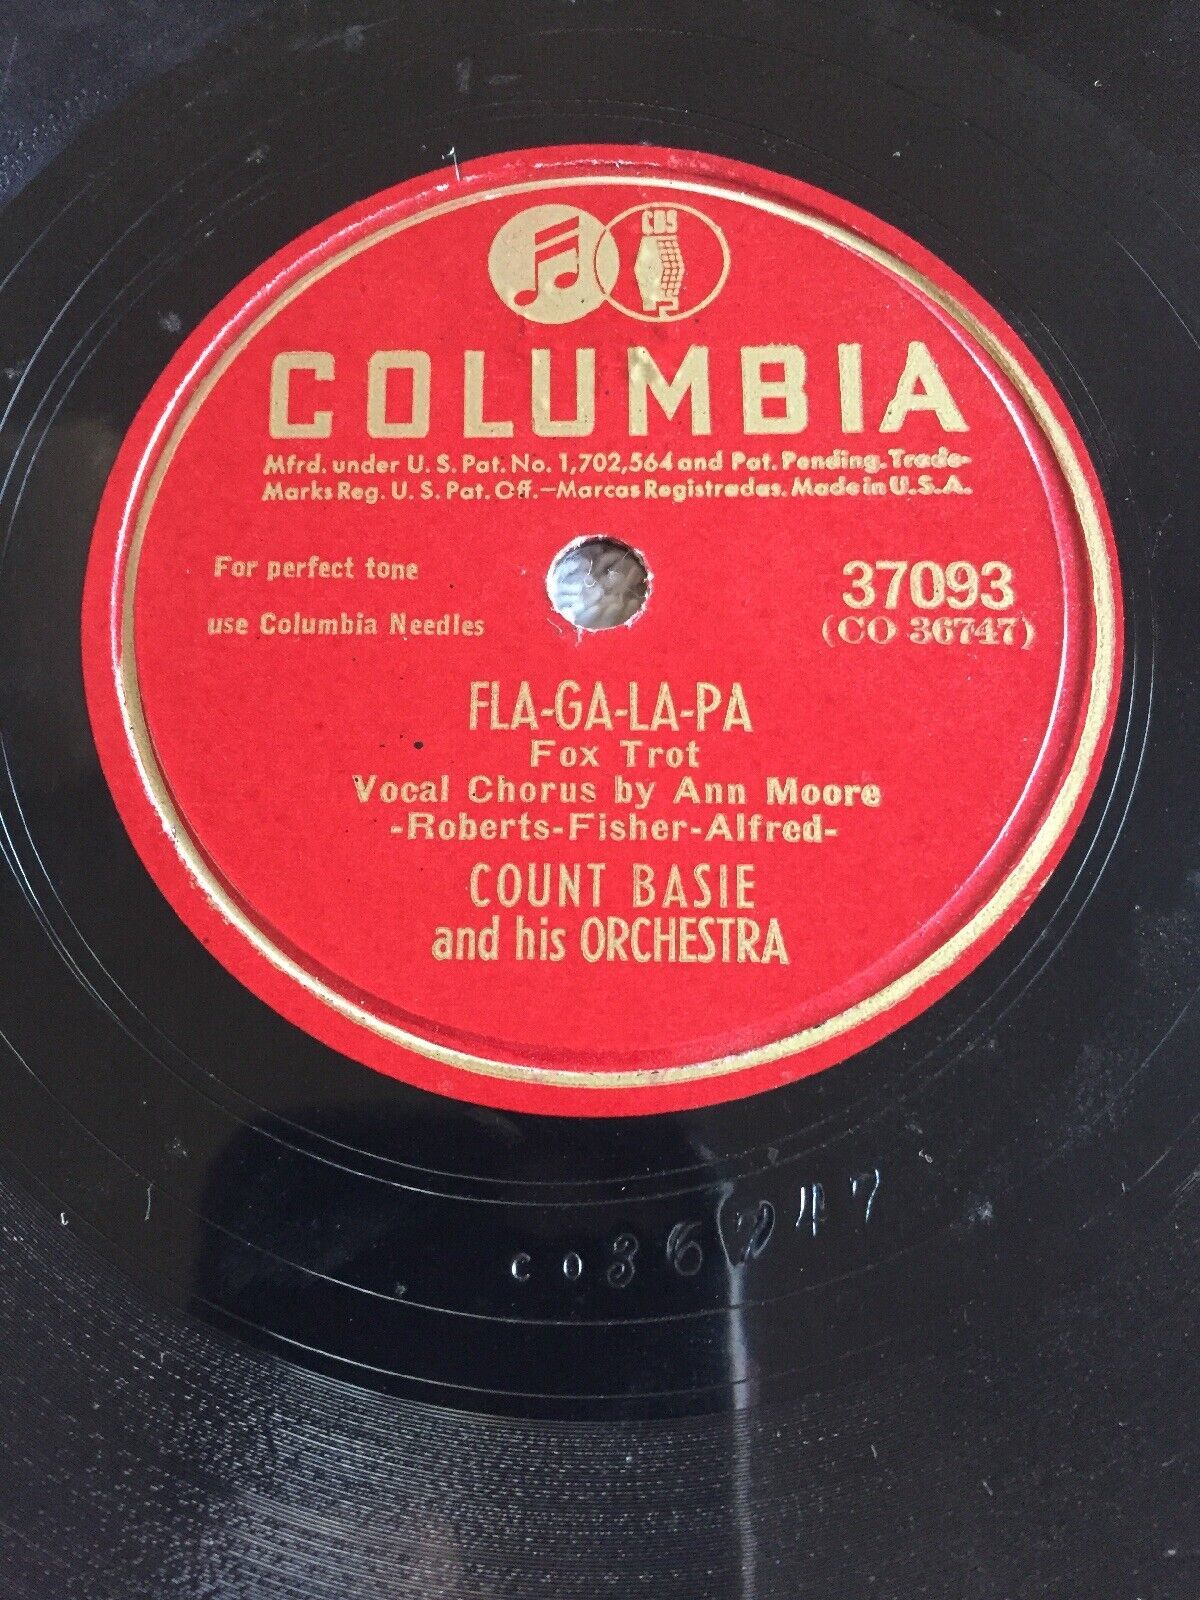 CBS
COLUMBIA
Mfrd. under U. S. Pat. No. 1,702,564 and Pat. Pending. Trade-
Marks Reg. U. S. Pat. Off.—Marcas Registradas. Made in U.S.A.
For perfect tone
use Columbia Needles
37093
(CO 36747)
FLA-GA-LA-PA
Fox Trot
Vocal Chorus by Ann Moore
-Roberts-Fisher-Alfred-
COUNT BASIE
and his ORCHESTRA
CO36747